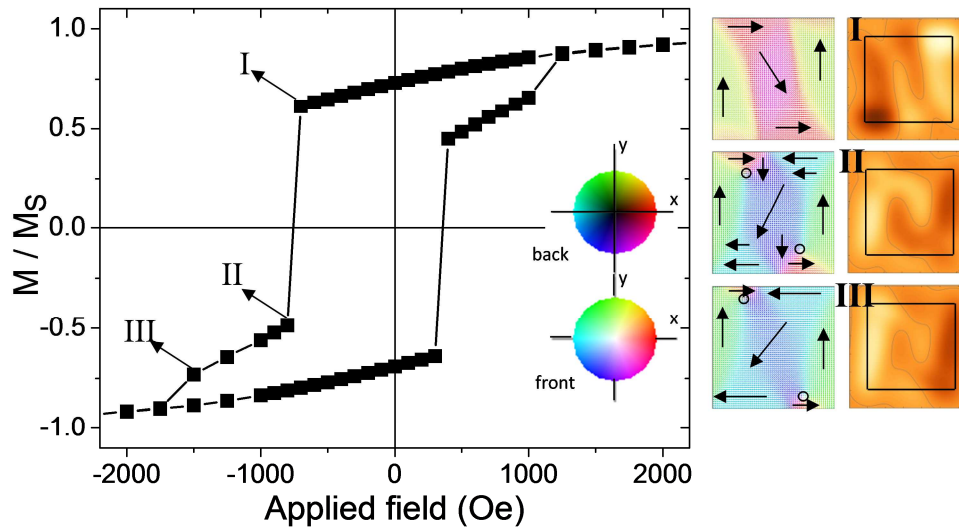 1.0
0.5
0.0
-0.5
-1.0
M / M_S
-2000 -1000 0 1000 2000
Applied field (Oe)
I
II
III
y
x
back
y
x
front
I
II
III